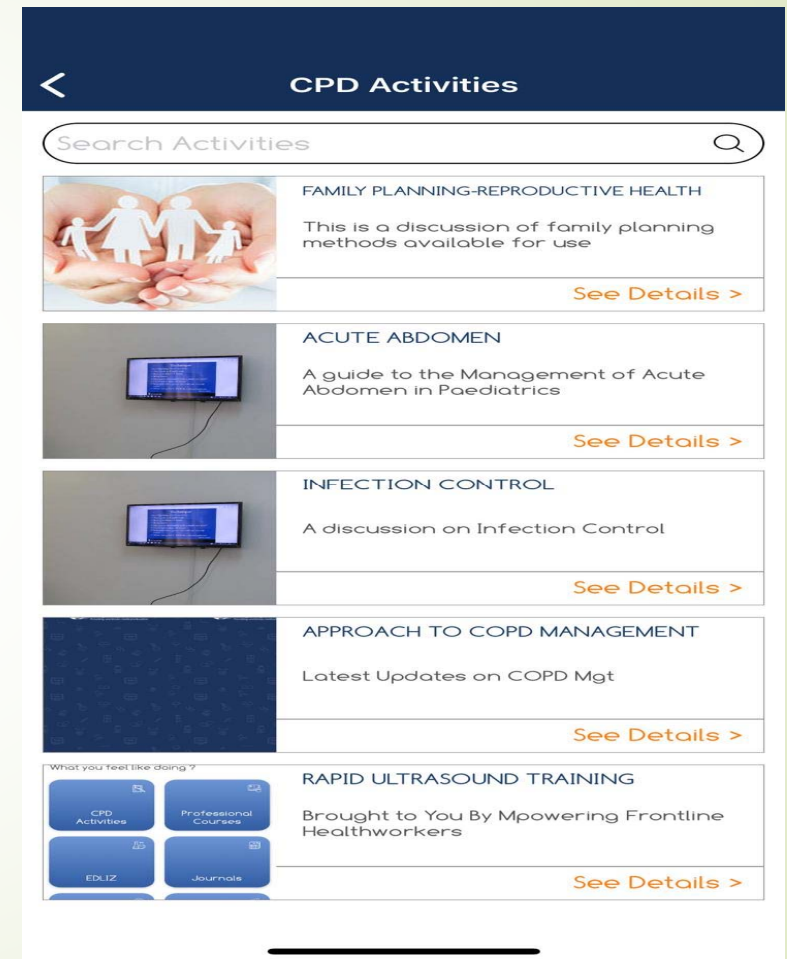 CPD Activities
Search Activities
FAMILY PLANNING-REPRODUCTIVE HEALTH
This is a discussion of family planning
methods available for use
See Details >
ACUTE ABDOMEN
A guide to the Management of Acute
Abdomen in Paediatrics
See Details >
INFECTION CONTROL
A discussion on Infection Control
See Details >
APPROACH TO COPD MANAGEMENT
Latest Updates on COPD Mgt
See Details >
What you feel like doing ?
CPD
Activities
Professional
Courses
EDLIZ
Journals
RAPID ULTRASOUND TRAINING
Brought to You By Mpowering Frontline
Healthworkers
See Details >